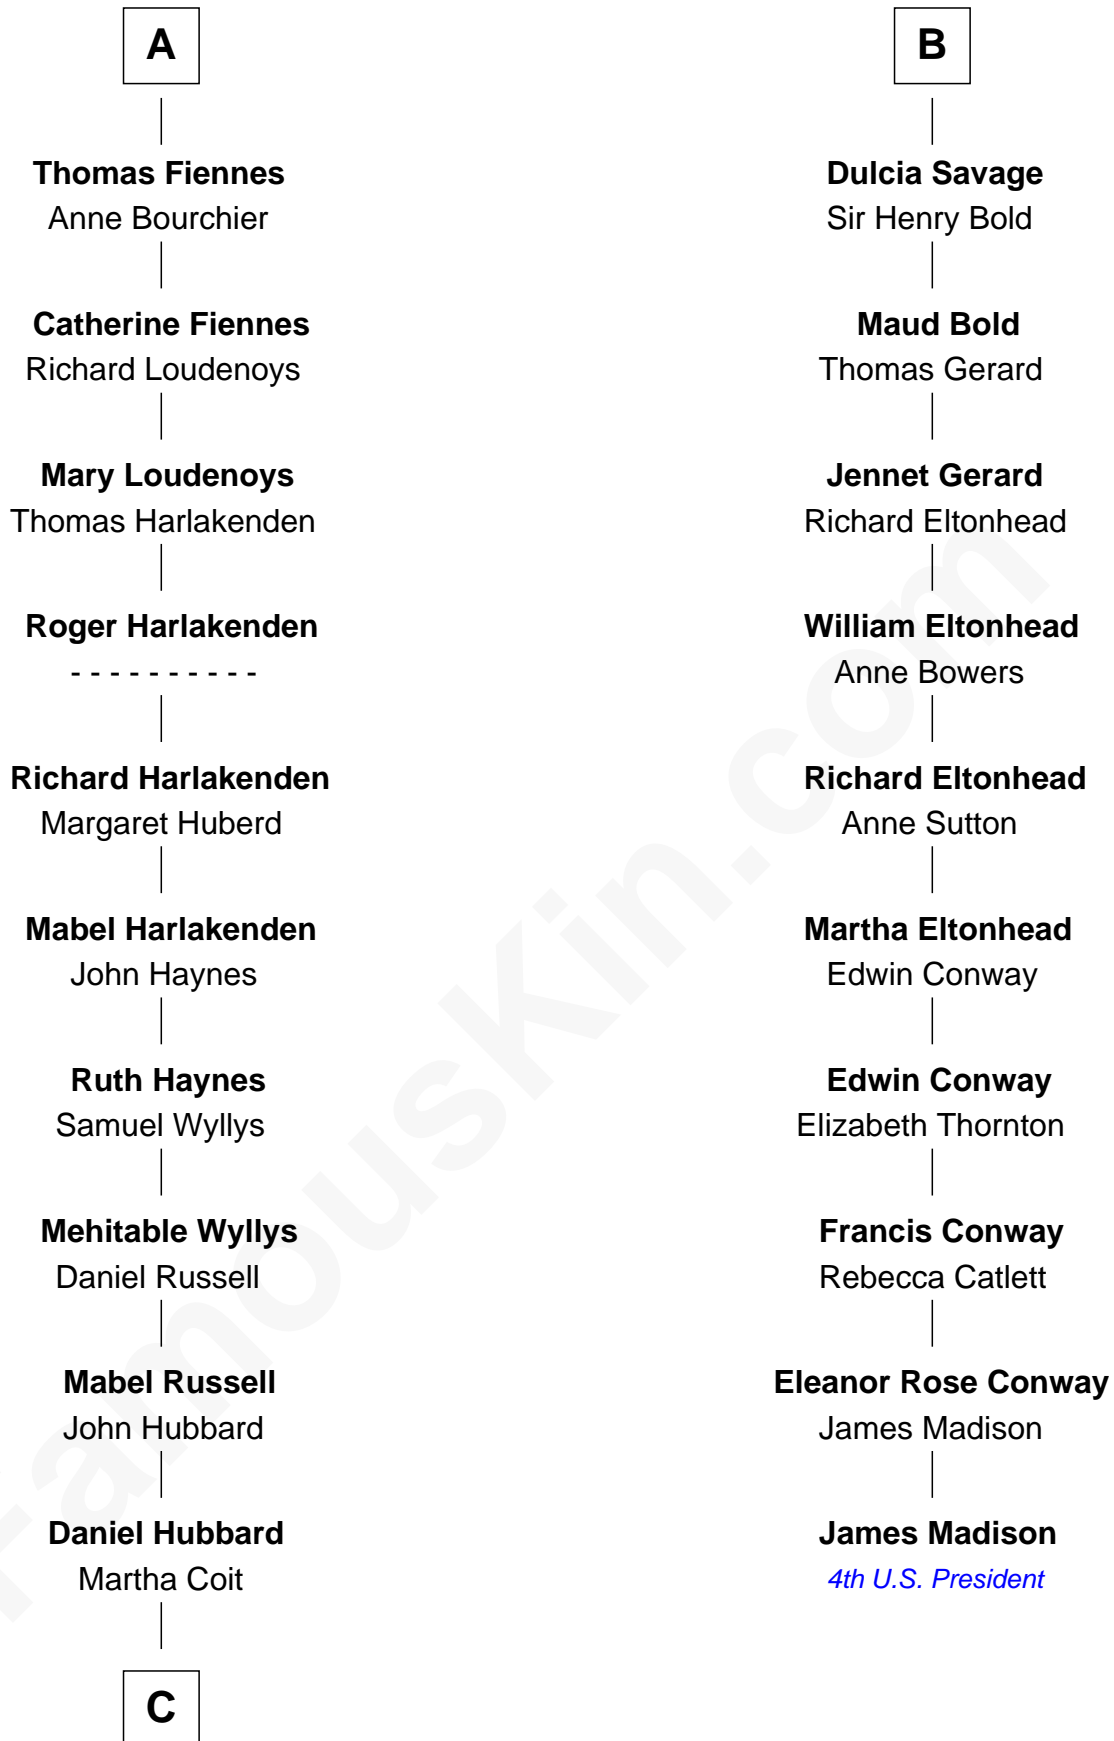 A
Thomas Fiennes
Anne Bourchier
Catherine Fiennes
Richard Loudenoys
Mary Loudenoys
Thomas Harlakenden
Roger Harlakenden
- - - - - - - - - -
Richard Harlakenden
Margaret Huberd
Mabel Harlakenden
John Haynes
Ruth Haynes
Samuel Wyllys
Mehitable Wyllys
Daniel Russell
Mabel Russell
John Hubbard
Daniel Hubbard
Martha Coit
C
B
Dulcia Savage
Sir Henry Bold
Maud Bold
Thomas Gerard
Jennet Gerard
Richard Eltonhead
William Eltonhead
Anne Bowers
Richard Eltonhead
Anne Sutton
Martha Eltonhead
Edwin Conway
Edwin Conway
Elizabeth Thornton
Francis Conway
Rebecca Catlett
Eleanor Rose Conway
James Madison
James Madison
4th U.S. President
FamousKin.com